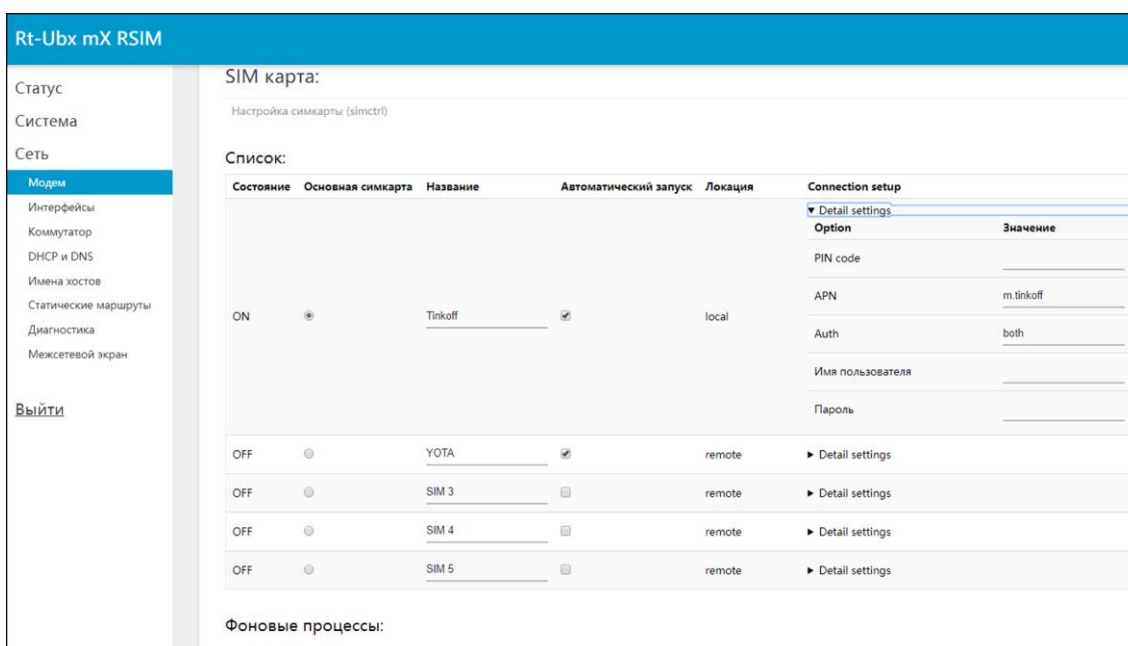 Rt-Ubx mX RSIM
Статус
Система
Сеть
Модем
Интерфейсы
Коммутатор
DHCP и DNS
Имена хостов
Статические маршруты
Диагностика
Межсетевой экран
Выйти
SIM карта:
Настройка симкарты (simctrl)
Список:
Состояние Основная симкарта Название Автоматический запуск Локация Connection setup
▼ Detail settings
Option Значение
PIN code
APN m.tinkoff
ON Tinkoff local
Auth both
Имя пользователя
Пароль
OFF YOTA remote ► Detail settings
OFF SIM 3 remote ► Detail settings
OFF SIM 4 remote ► Detail settings
OFF SIM 5 remote ► Detail settings
Фоновые процессы: